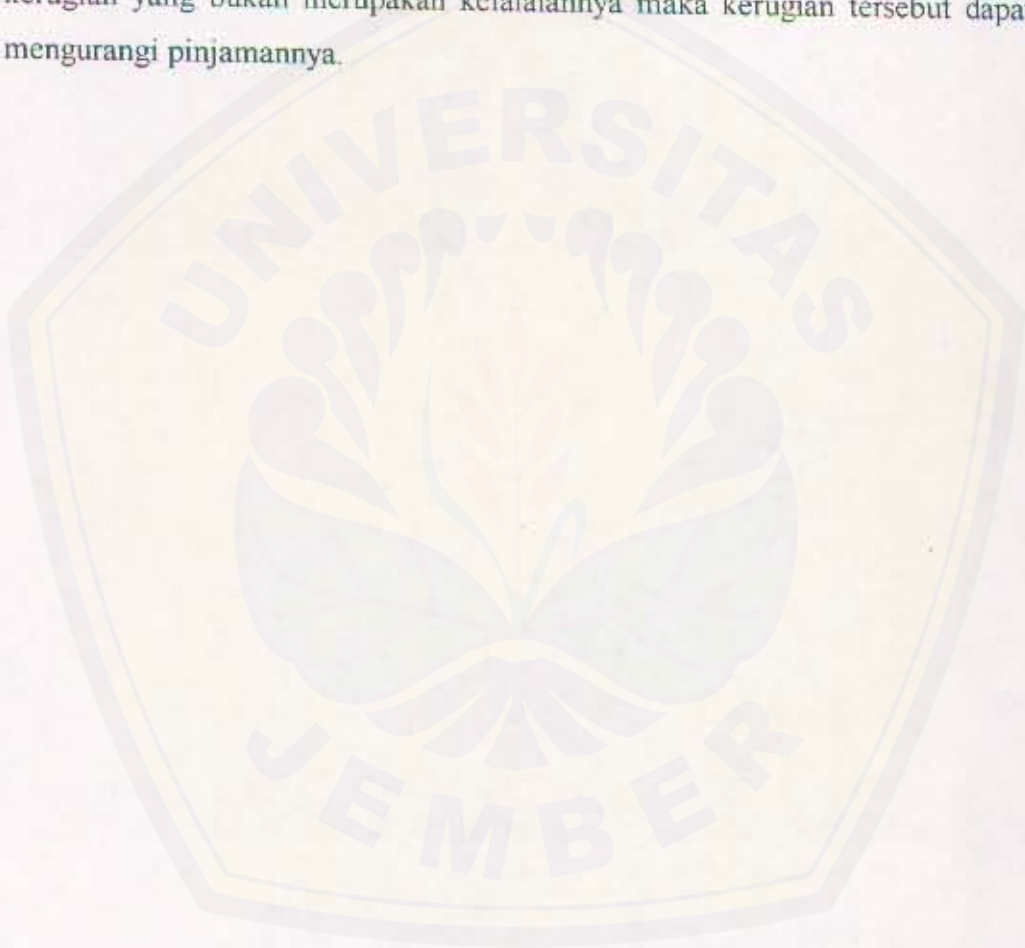 kerugian yang bukan merupakan kelalaiannya maka kerugian tersebut dapa
mengurangi pinjamannya.
UNIVERSITAS
JEMBER